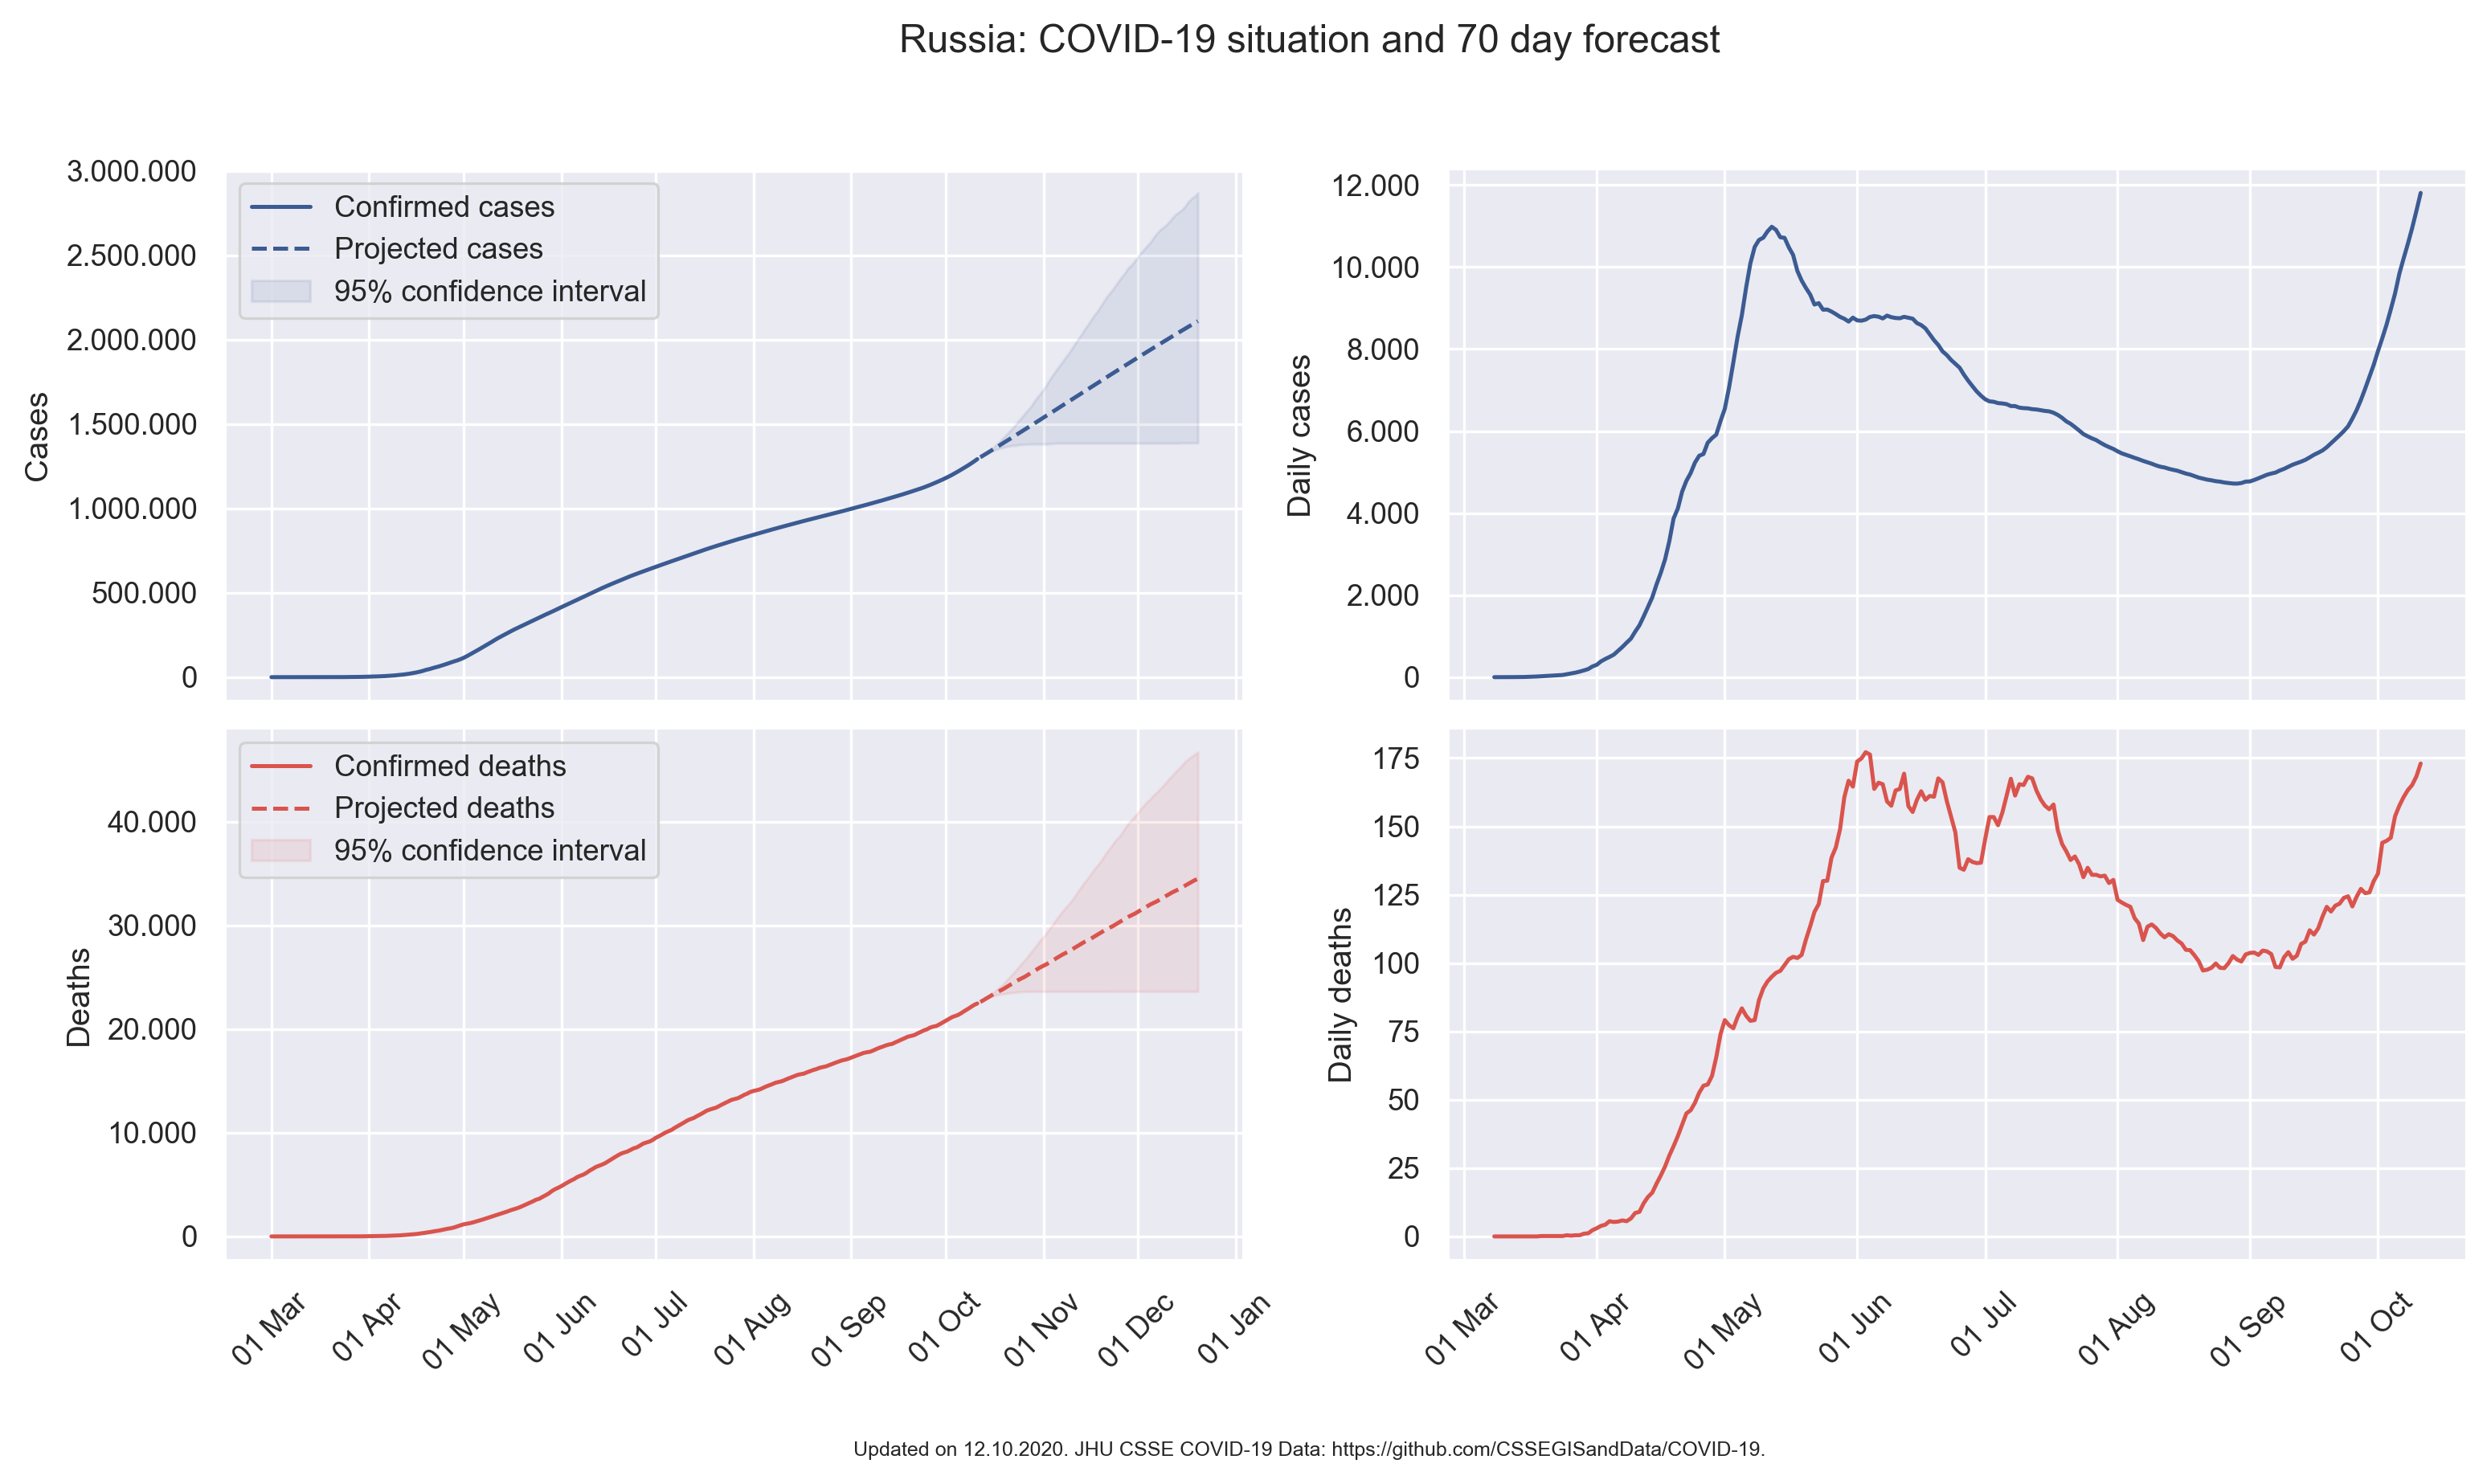 Russia: COVID-19 situation and 70 day forecast
3.000.000
2.500.000
2.000.000
1.500.000
1.000.000
500.000
0
Cases
Confirmed cases
Projected cases
95% confidence interval
12.000
10.000
8.000
6.000
4.000
2.000
0
Daily cases
40.000
30.000
20.000
10.000
0
Deaths
Confirmed deaths
Projected deaths
95% confidence interval
01 Mar
01 Apr
01 May
01 Jun
01 Jul
01 Aug
01 Sep
01 Oct
01 Nov
01 Dec
01 Jan
175
150
125
100
75
50
25
0
Daily deaths
01 Mar
01 Apr
01 May
01 Jun
01 Jul
01 Aug
01 Sep
01 Oct
Updated on 12.10.2020. JHU CSSE COVID-19 Data: https://github.com/CSSEGISandData/COVID-19.